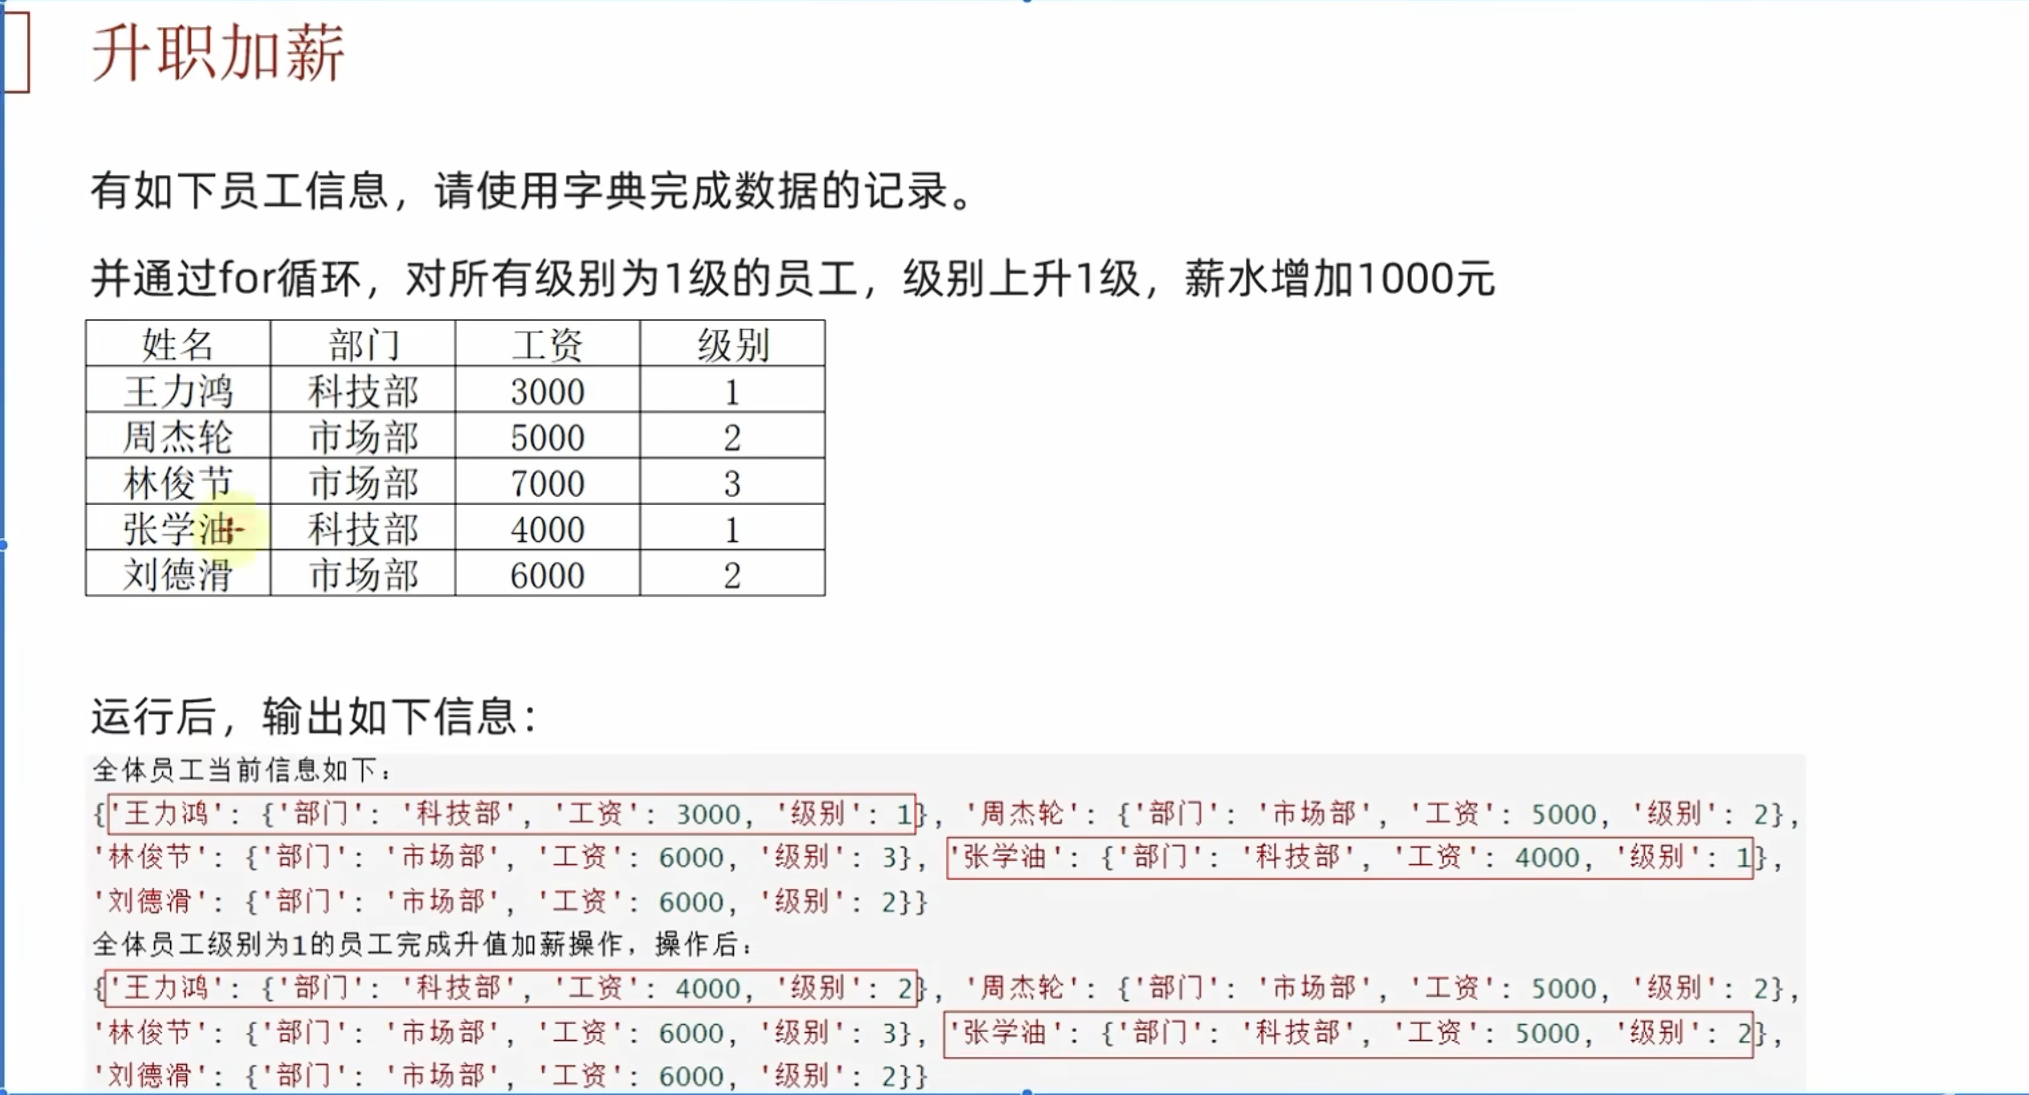 升职加薪
有如下员工信息，请使用字典完成数据的记录。
并通过for循环，对所有级别为1级的员工，级别上升1级，薪水增加1000元
姓名 部门 工资 级别
王力鸿 科技部 3000 1
周杰轮 市场部 5000 2
林俊节 市场部 7000 3
张学油 科技部 4000 1
刘德滑 市场部 6000 2
运行后，输出如下信息：
全体员工当前信息如下：
{'王力鸿': {'部门': '科技部', '工资': 3000, '级别': 1}, '周杰轮': {'部门': '市场部', '工资': 5000, '级别': 2},
'林俊节': {'部门': '市场部', '工资': 6000, '级别': 3}, '张学油': {'部门': '科技部', '工资': 4000, '级别': 1},
'刘德滑': {'部门': '市场部', '工资': 6000, '级别': 2}}
全体员工级别为1的员工完成升值加薪操作，操作后：
{'王力鸿': {'部门': '科技部', '工资': 4000, '级别': 2}, '周杰轮': {'部门': '市场部', '工资': 5000, '级别': 2},
'林俊节': {'部门': '市场部', '工资': 6000, '级别': 3}, '张学油': {'部门': '科技部', '工资': 5000, '级别': 2},
'刘德滑': {'部门': '市场部', '工资': 6000, '级别': 2}}